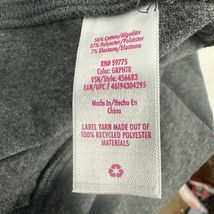 56% Cotton/Algodón
37% Polyester/Poliéster
7% Elastane/Elastano
RN# 59775
Color: GRPHTR
VSN/Style: 456683
EAN/UPC 7 46194304295
Made In/Hecho En
China
LABEL YARN MADE OUT OF
100% RECYCLED POLYESTER
MATERIALS